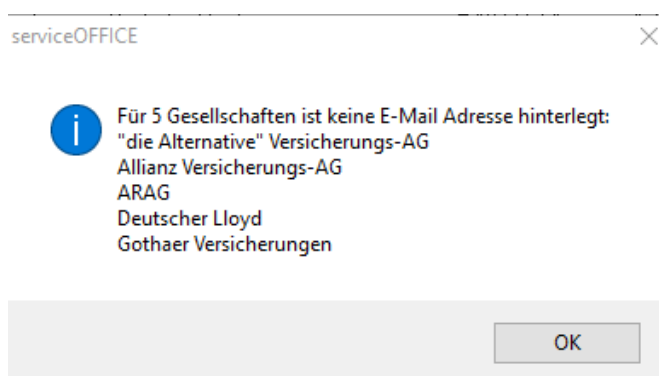 serviceOFFICE
Für 5 Gesellschaften ist keine E-Mail Adresse hinterlegt:
"die Alternative" Versicherungs-AG
Allianz Versicherungs-AG
ARAG
Deutscher Lloyd
Gothaer Versicherungen
OK